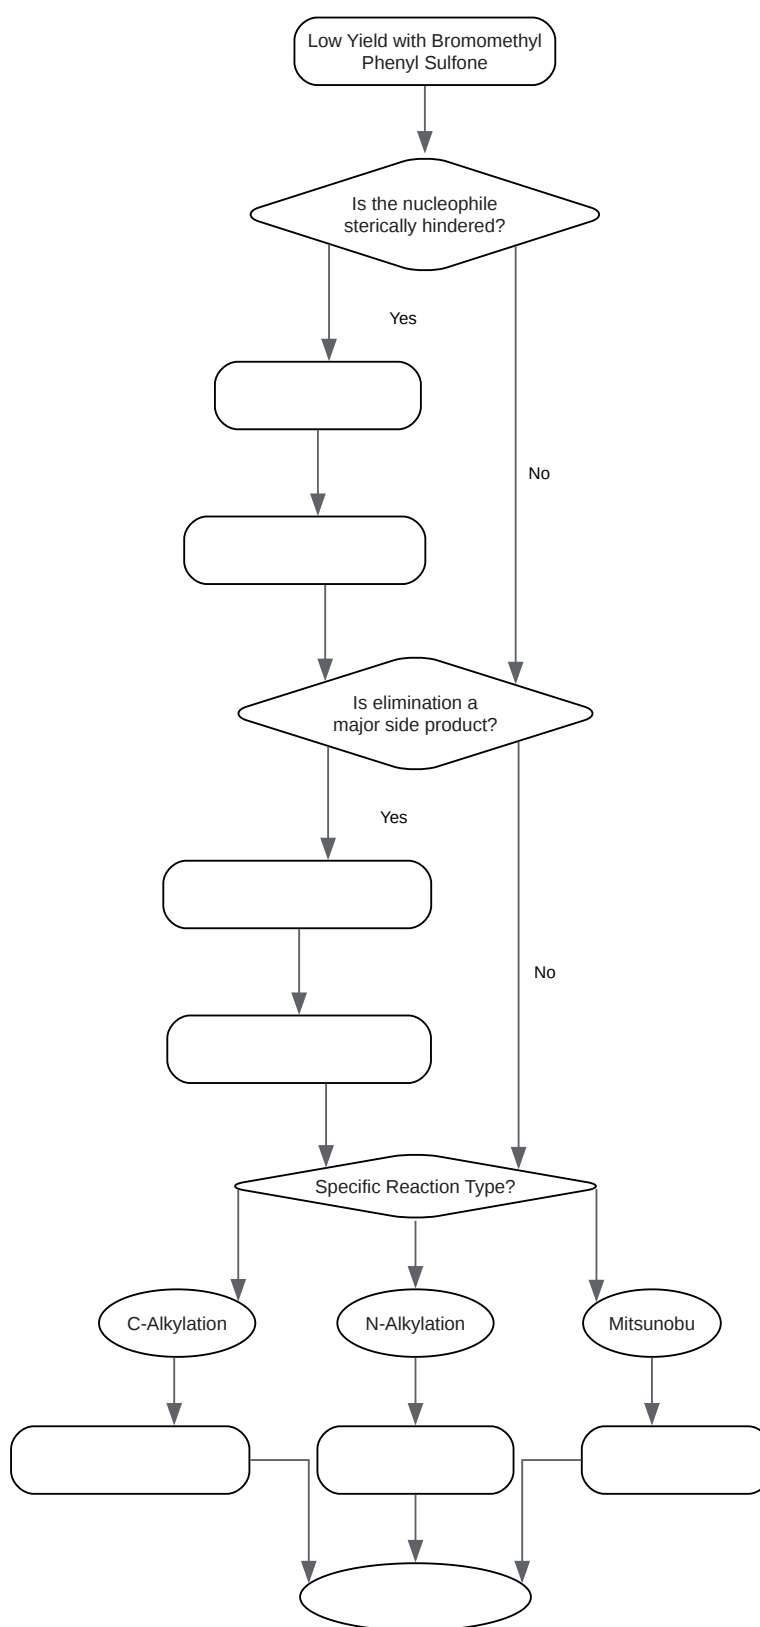 Low Yield with Bromomethyl
Phenyl Sulfone
Is the nucleophile
sterically hindered?
Yes
No
Is elimination a
major side product?
Yes
No
Specific Reaction Type?
C-Alkylation
N-Alkylation
Mitsunobu